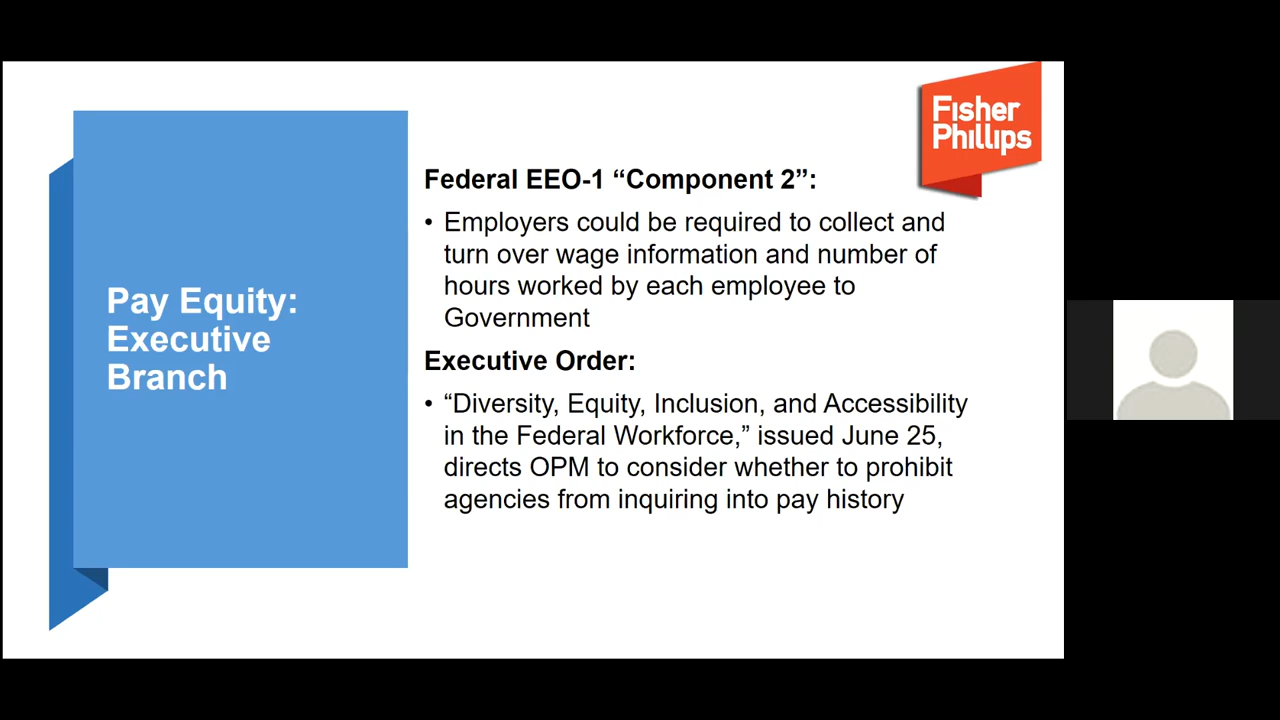 Fisher
Phillips
Federal EEO-1 “Component 2”:
• Employers could be required to collect and
turn over wage information and number of
hours worked by each employee to
Government
Pay Equity:
Executive
Branch
Executive Order:
• “Diversity, Equity, Inclusion, and Accessibility
in the Federal Workforce,” issued June 25,
directs OPM to consider whether to prohibit
agencies from inquiring into pay history